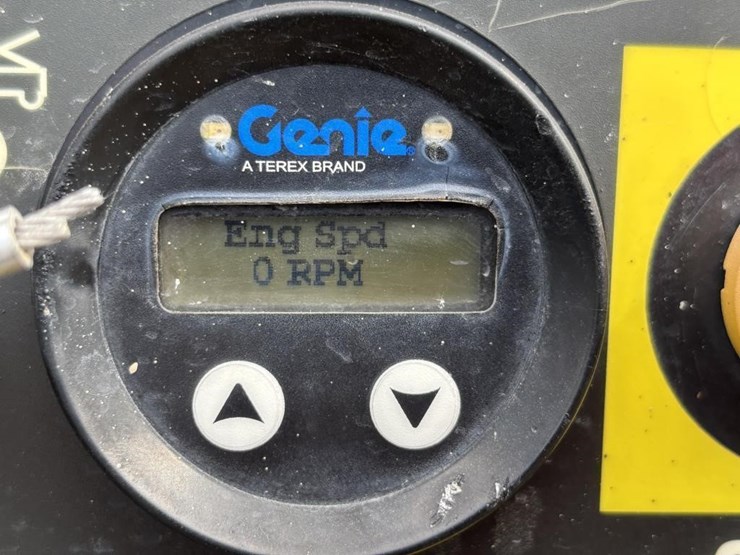 Genie
A TEREX BRAND
Eng Spd
0 RPM